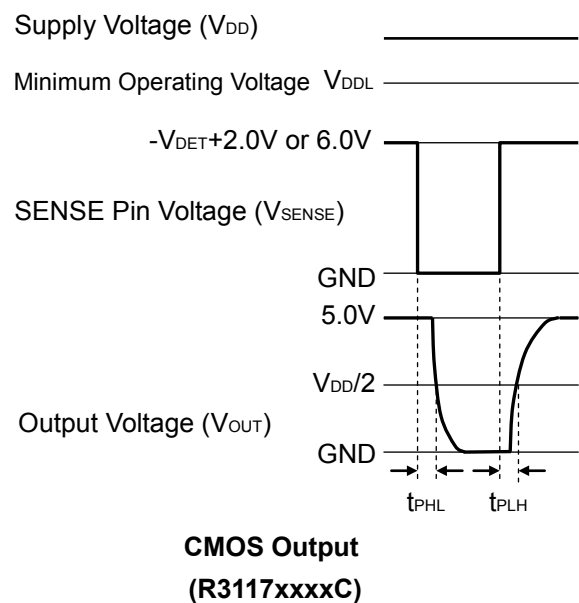 Supply Voltage (VDD)
Minimum Operating Voltage VDDL
-VDET+2.0V or 6.0V
SENSE Pin Voltage (VSENSE)
GND
5.0V
VDD/2
Output Voltage (VOUT)
GND
tPHL tPLH
CMOS Output
(R3117xxxxC)